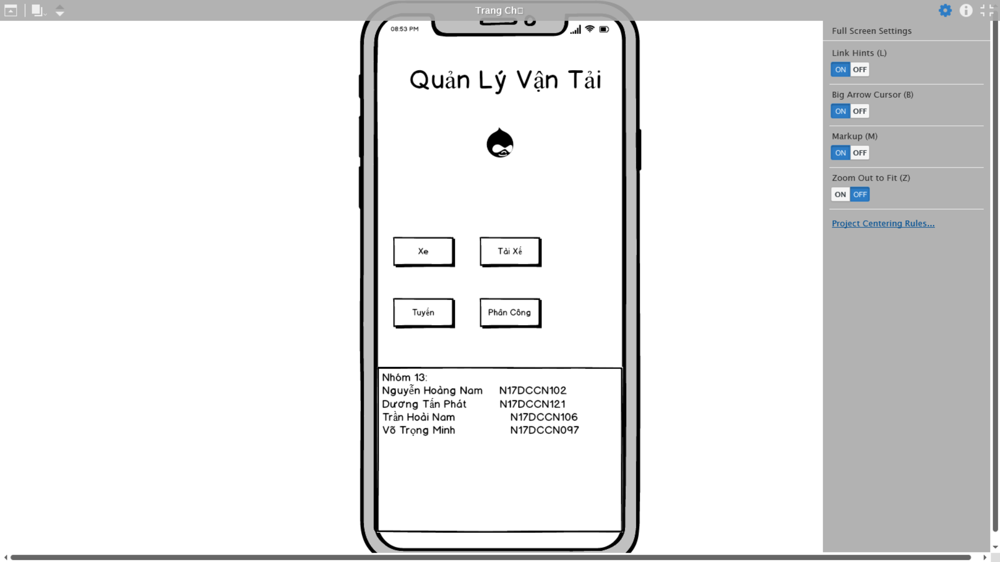 Trang Ch
08:53 PM
Quản Lý Vận Tải
Xe
Tài Xế
Tuyến
Phân Công
Nhóm 13:
Nguyễn Hoàng Nam N17DCCN102
Dương Tấn Phát N17DCCN121
Trần Hoài Nam N17DCCN106
Võ Trọng Minh N17DCCN097
Full Screen Settings
Link Hints (L)
ON OFF
Big Arrow Cursor (B)
ON OFF
Markup (M)
ON OFF
Zoom Out to Fit (Z)
ON OFF
Project Centering Rules...